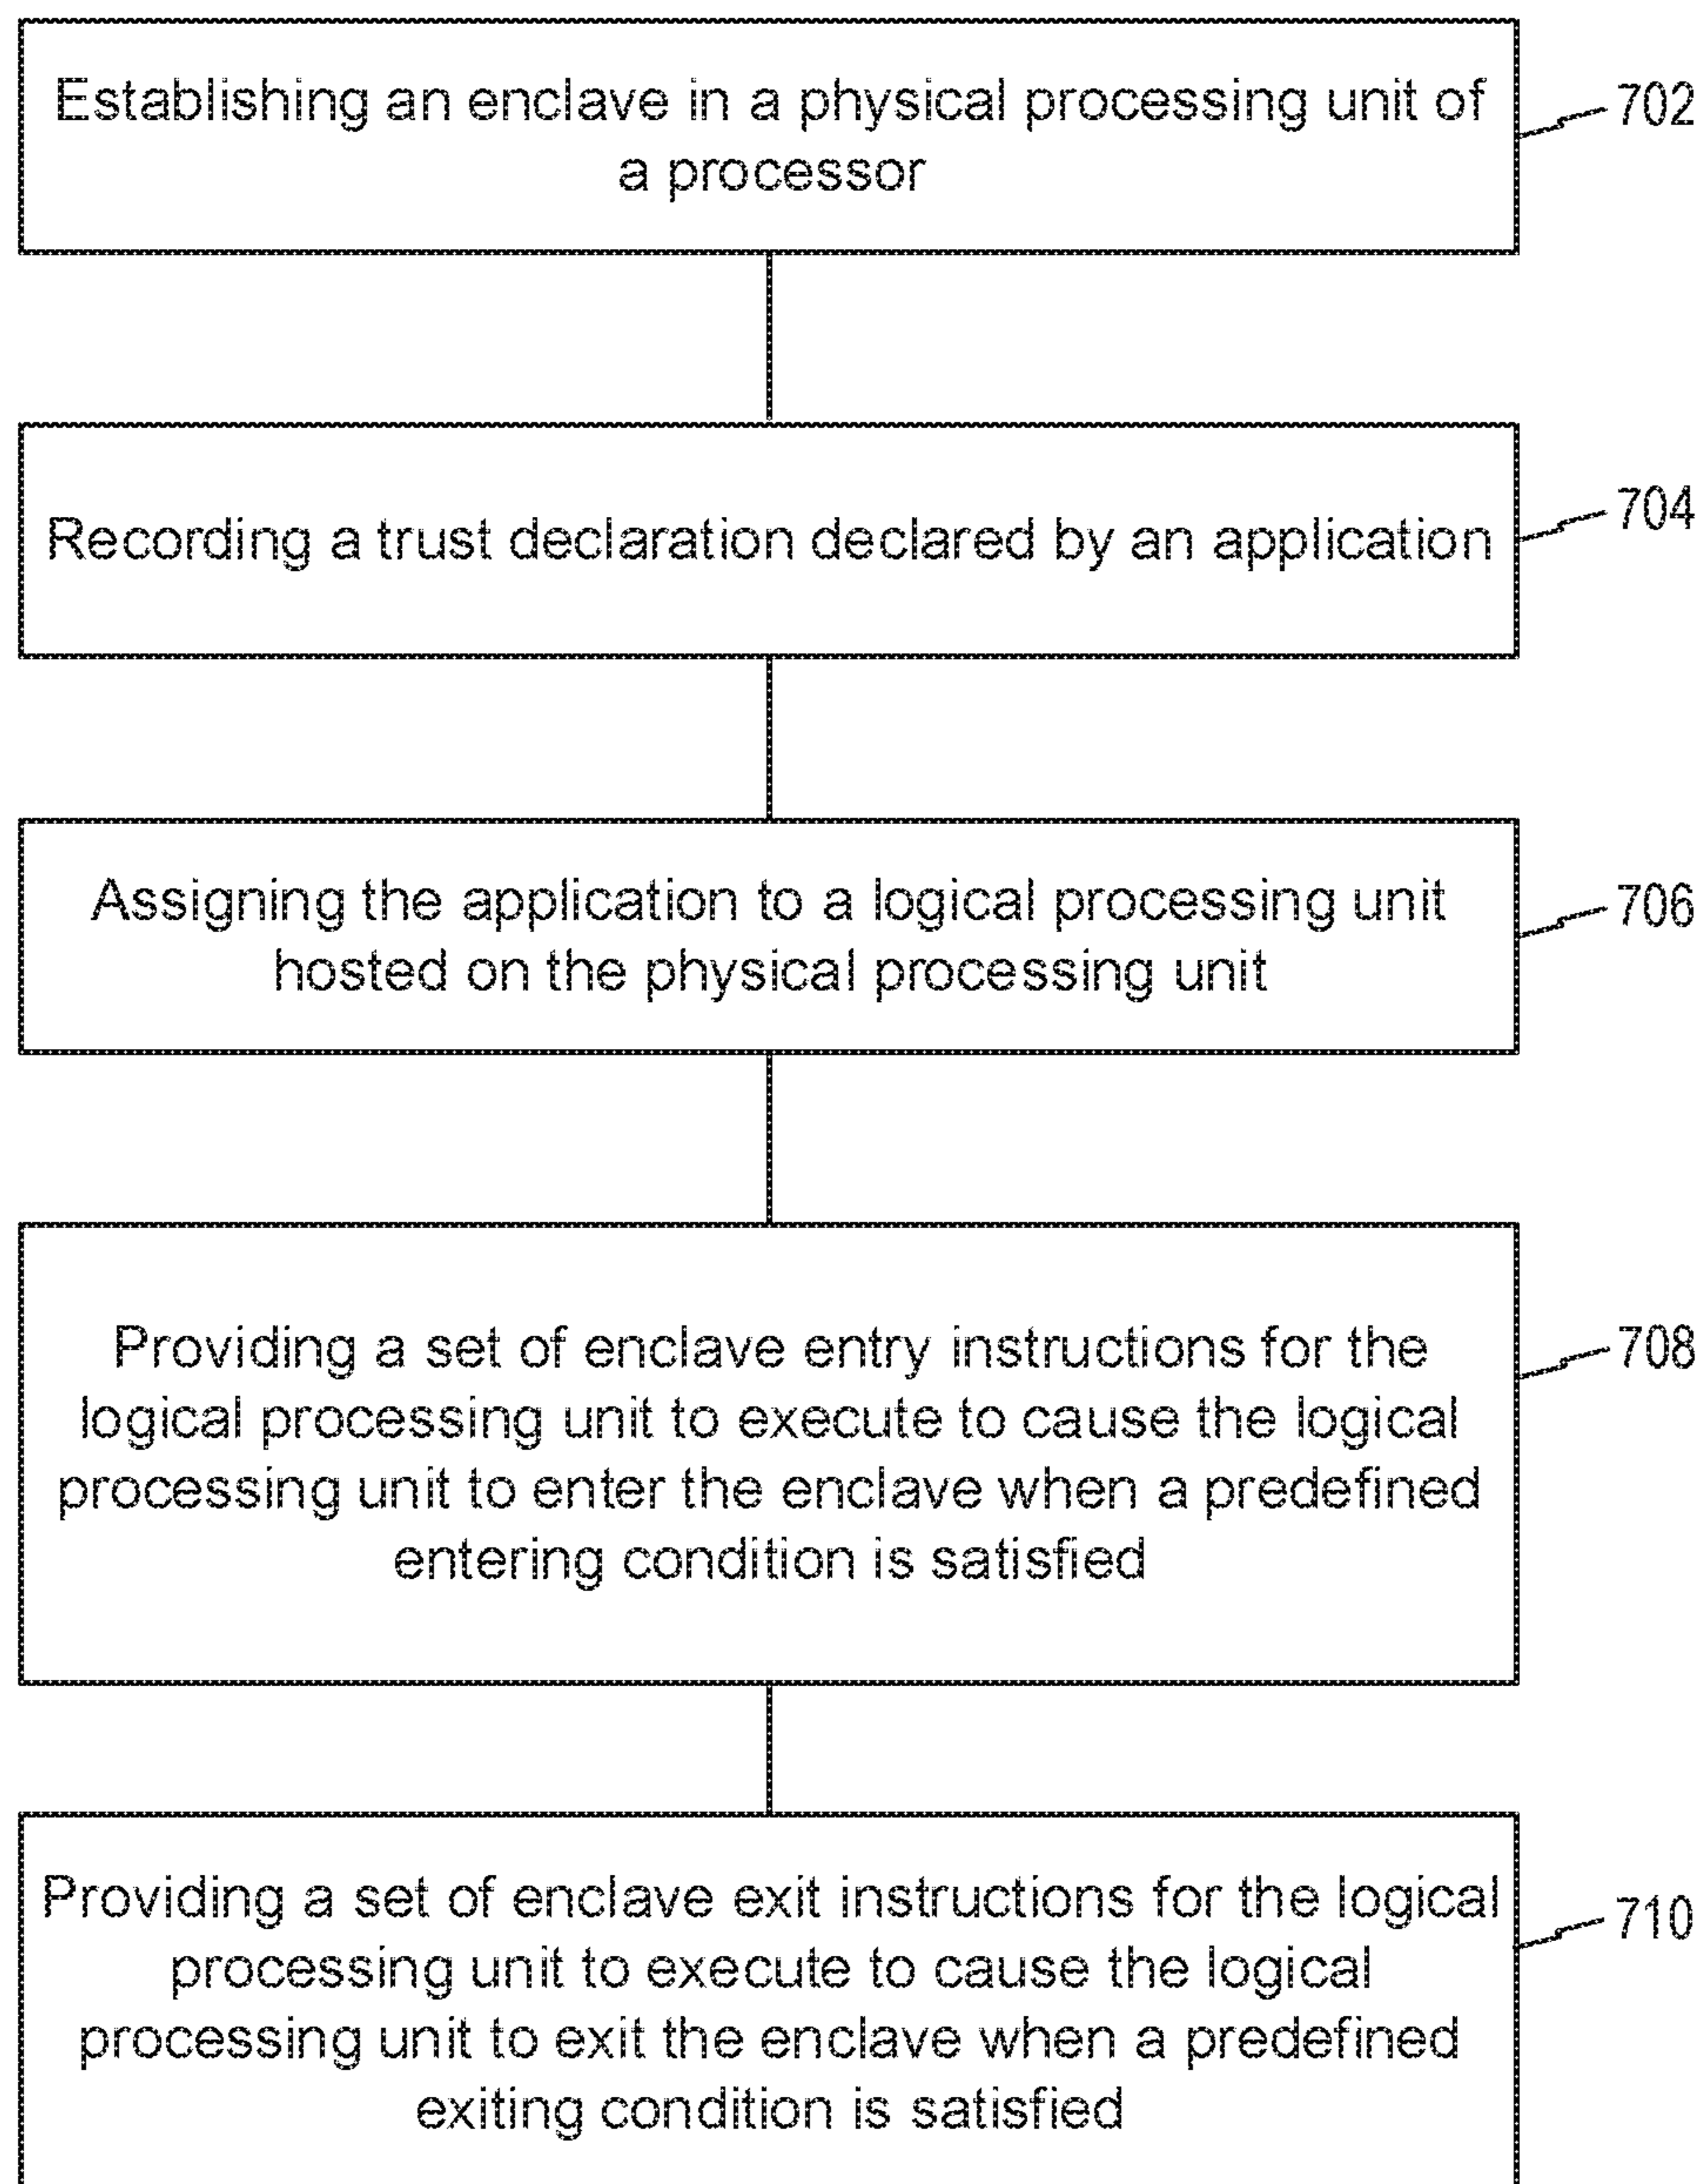 Establishing an enclave in a physical processing unit of
a processor
702
Recording a trust declaration declared by an application
704
Assigning the application to a logical processing unit
hosted on the physical processing unit
706
Providing a set of enclave entry instructions for the
logical processing unit to execute to cause the logical
processing unit to enter the enclave when a predefined
entering condition is satisfied
708
Providing a set of enclave exit instructions for the logical
processing unit to execute to cause the logical
processing unit to exit the enclave when a predefined
exiting condition is satisfied
710